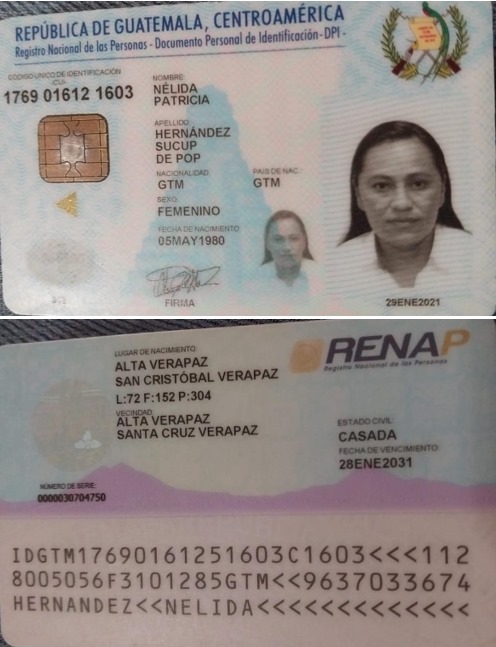 REPÚBLICA DE GUATEMALA, CENTROAMÉRICA
Registro Nacional de las Personas - Documento Personal de Identificación - DPI -
CÓDIGO ÚNICO DE IDENTIFICACIÓN
-CUI-
1769 01612 1603
NOMBRE:
NÉLIDA
PATRICIA
APELLIDO:
HERNÁNDEZ
SUCUP
DE POP
NACIONALIDAD:
GTM
PAIS DE NAC:
GTM
SEXO:
FEMENINO
FECHA DE NACIMIENTO:
05MAY1980
FIRMA
29ENE2021
LUGAR DE NACIMIENTO:
ALTA VERAPAZ
SAN CRISTÓBAL VERAPAZ
L:72 F:152 P:304
VECINDAD:
ALTA VERAPAZ
SANTA CRUZ VERAPAZ
RENAP
Registro Nacional de las Personas
ESTADO CIVIL:
CASADA
FECHA DE VENCIMIENTO:
28ENE2031
NÚMERO DE SERIE:
0000030704750
IDGTM17690161251603C1603<<<112
8005056F3101285GTM<<9637033674
HERNANDEZ<<NELIDA<<<<<<<<<<<<<